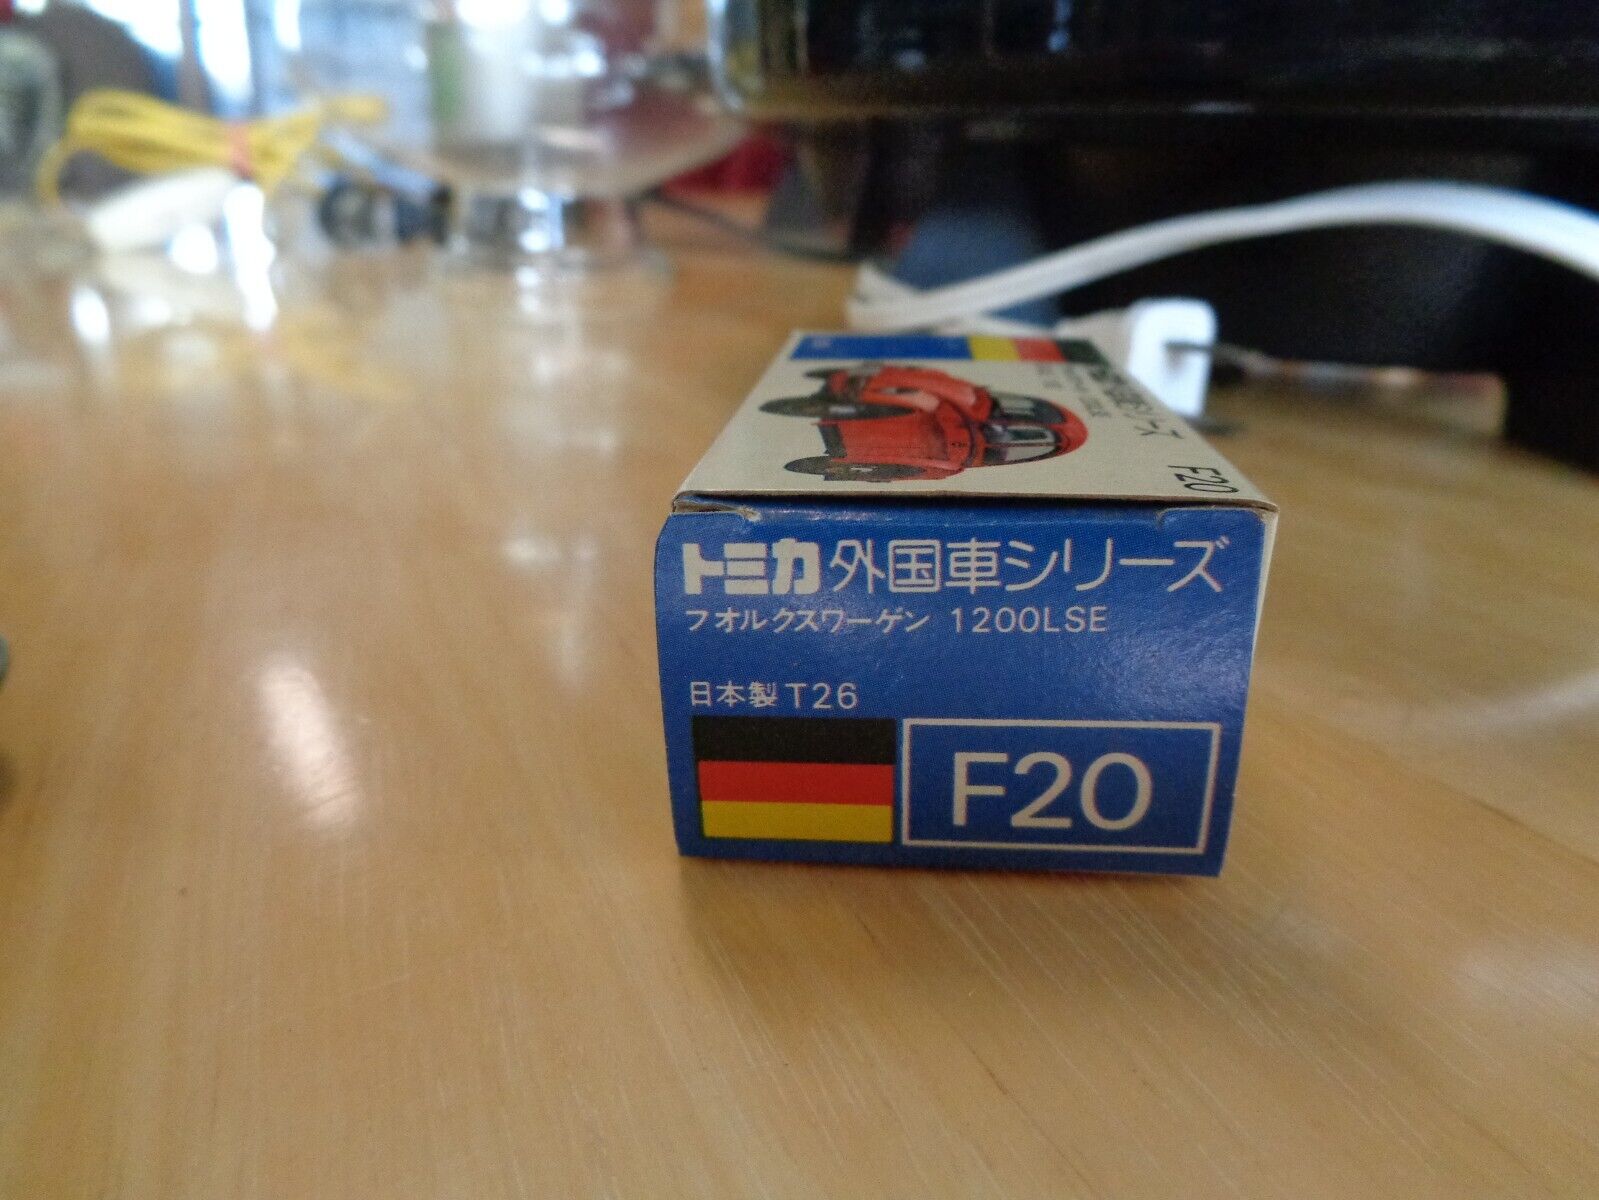 F20
トミカ 外国車シリーズ
フオルクスワーゲン 1200LSE
日本製 T26
F20